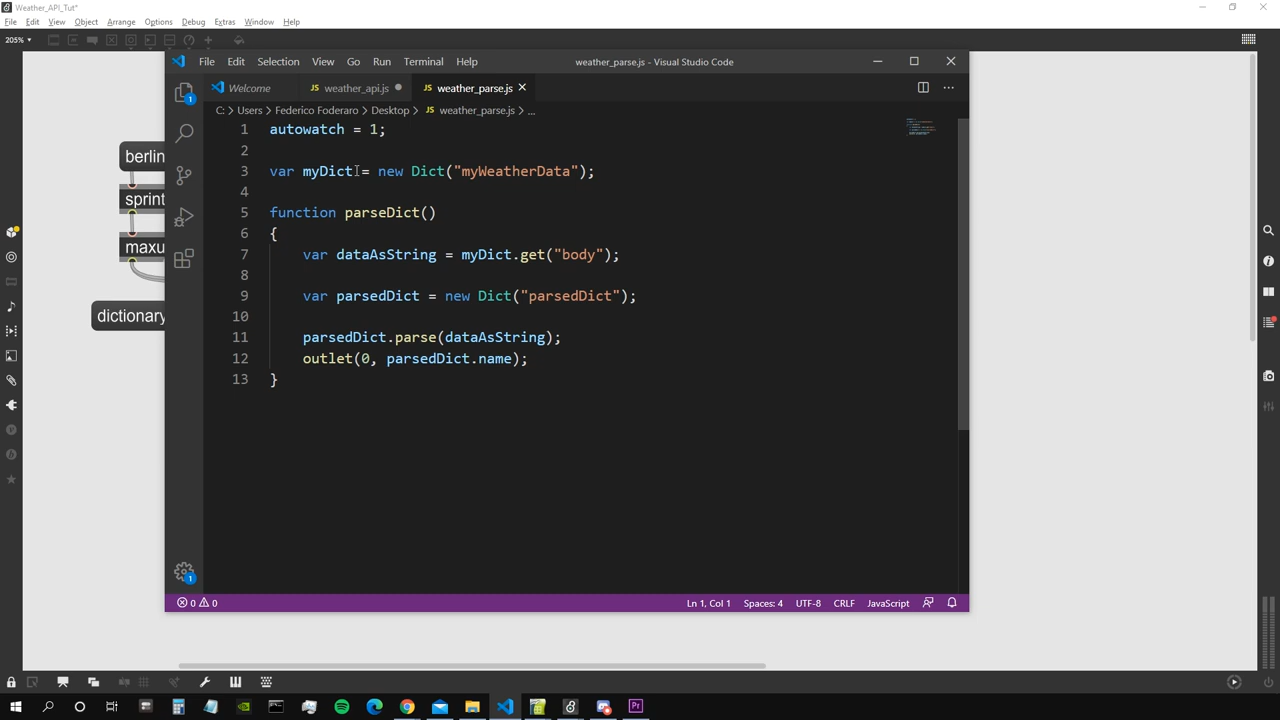 Weather_API_Tut*
File Edit View Object Arrange Options Debug Extras Window Help
205%
File Edit Selection View Go Run Terminal Help
weather_parse.js - Visual Studio Code
Welcome
JS weather_api.js
JS weather_parse.js
C: > Users > Federico Foderaro > Desktop > JS weather_parse.js > ...
1 autowatch = 1;
2
3 var myDict = new Dict("myWeatherData");
4
5 function parseDict()
6 {
7 var dataAsString = myDict.get("body");
8
9 var parsedDict = new Dict("parsedDict");
10
11 parsedDict.parse(dataAsString);
12 outlet(0, parsedDict.name);
13 }
berlin
sprint
maxu
dictionary
1
1
0 0
Ln 1, Col 1 Spaces: 4 UTF-8 CRLF JavaScript
Pr